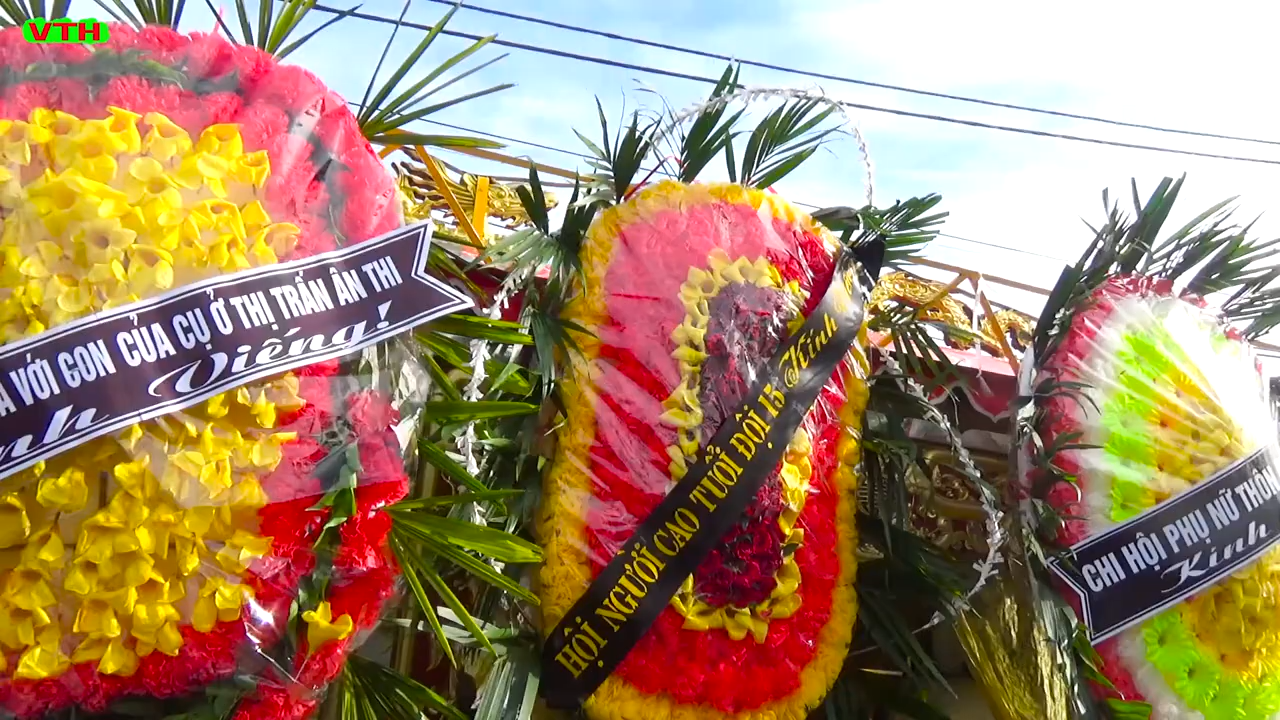 VTH
VỚI CON CỦA CỤ Ở THỊ TRẤN ÂN THI
Viếng!
HỘI NGƯỜI CAO TUỔI ĐỘI 15 Kính
CHI HỘI PHỤ NỮ THÔN
Kính